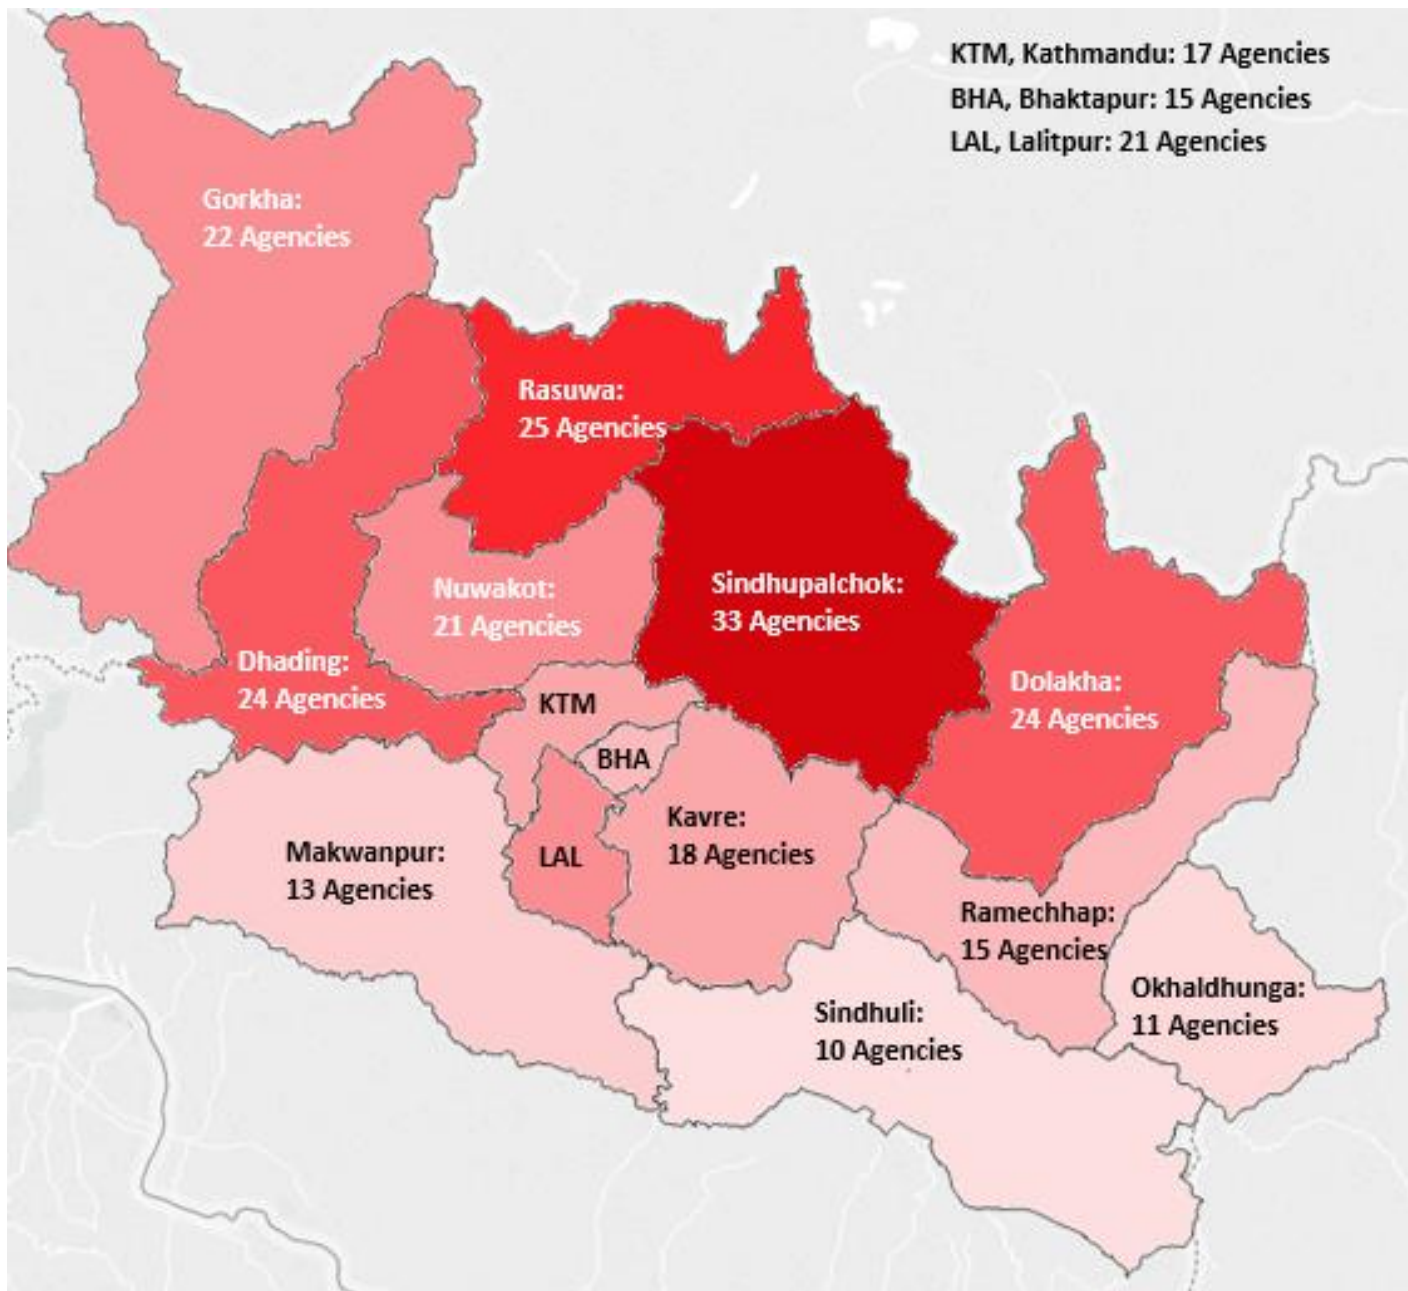 KTM, Kathmandu: 17 Agencies
BHA, Bhaktapur: 15 Agencies
LAL, Lalitpur: 21 Agencies
Gorkha:
22 Agencies
Rasuwa:
25 Agencies
Nuwakot:
21 Agencies
Sindhupalchok:
33 Agencies
Dhading:
24 Agencies
Dolakha:
24 Agencies
KTM
BHA
LAL
Kavre:
18 Agencies
Makwanpur:
13 Agencies
Ramechhap:
15 Agencies
Okhaldhunga:
11 Agencies
Sindhuli:
10 Agencies